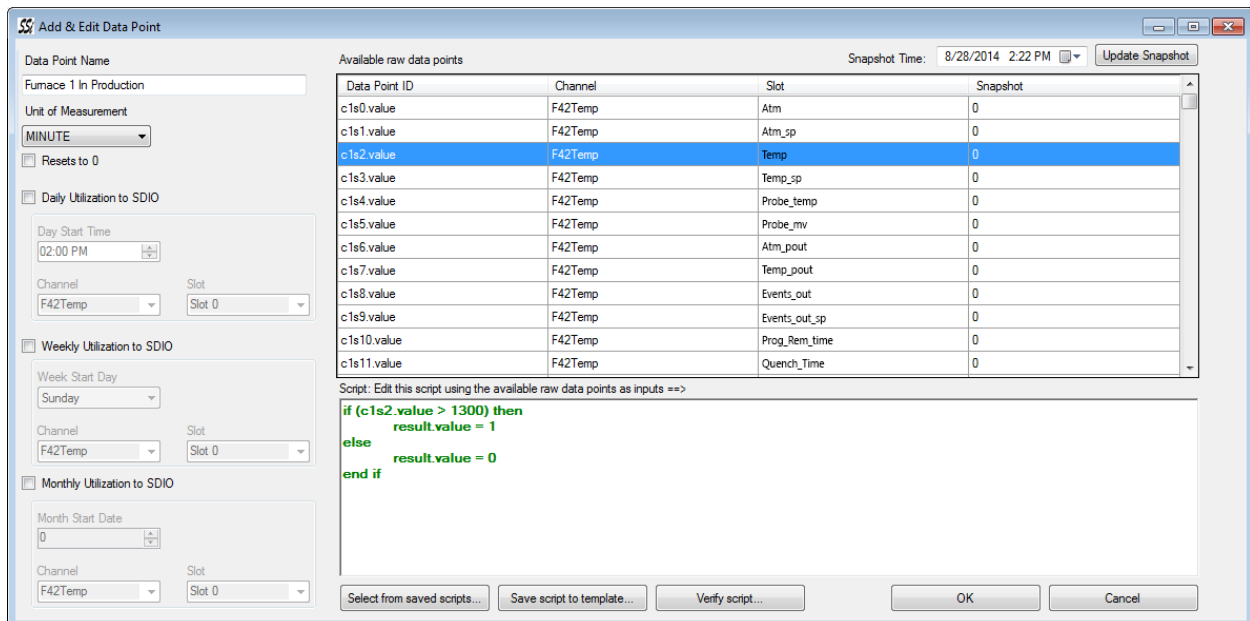 SSi Add & Edit Data Point
Data Point Name
Furnace 1 In Production
Unit of Measurement
MINUTE
Resets to 0
Daily Utilization to SDIO
Day Start Time
02:00 PM
Channel Slot
F42Temp Slot 0
Weekly Utilization to SDIO
Week Start Day
Sunday
Channel Slot
F42Temp Slot 0
Monthly Utilization to SDIO
Month Start Date
0
Channel Slot
F42Temp Slot 0
Available raw data points Snapshot Time: 8/28/2014 2:22 PM Update Snapshot
Data Point ID Channel Slot Snapshot
c1s0.value F42Temp Atm 0
c1s1.value F42Temp Atm_sp 0
c1s2.value F42Temp Temp 0
c1s3.value F42Temp Temp_sp 0
c1s4.value F42Temp Probe_temp 0
c1s5.value F42Temp Probe_mv 0
c1s6.value F42Temp Atm_pout 0
c1s7.value F42Temp Temp_pout 0
c1s8.value F42Temp Events_out 0
c1s9.value F42Temp Events_out_sp 0
c1s10.value F42Temp Prog_Rem_time 0
c1s11.value F42Temp Quench_Time 0
Script: Edit this script using the available raw data points as inputs ==>
if (c1s2.value > 1300) then
result.value = 1
else
result.value = 0
end if
Select from saved scripts... Save script to template... Verify script... OK Cancel